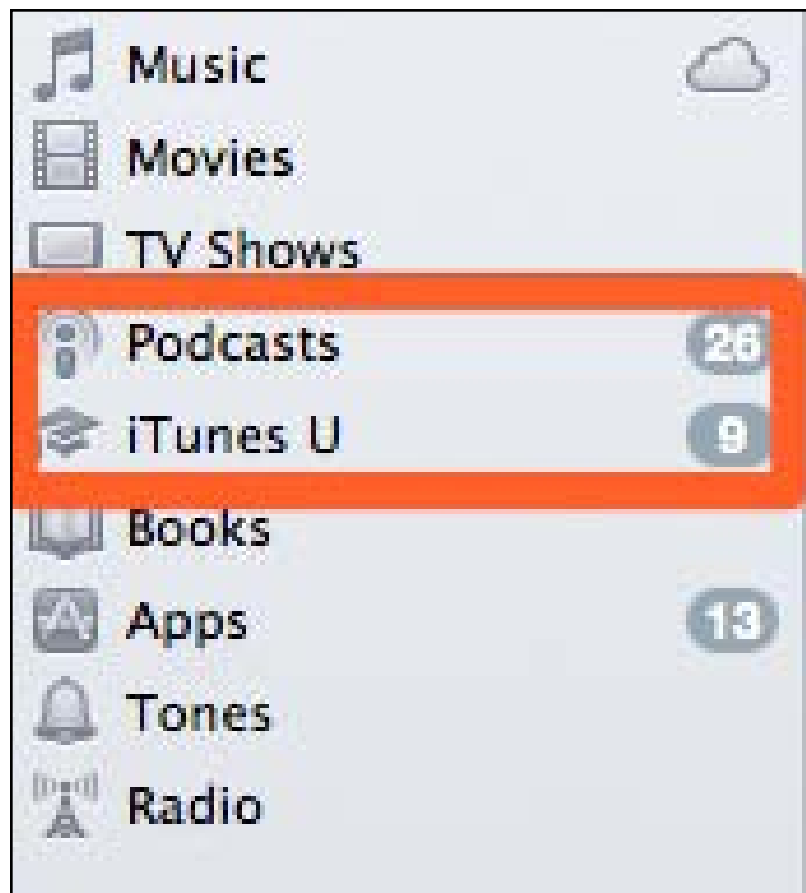 Music
Movies
TV Shows
Podcasts 26
iTunes U 9
Books
Apps 13
Tones
Radio